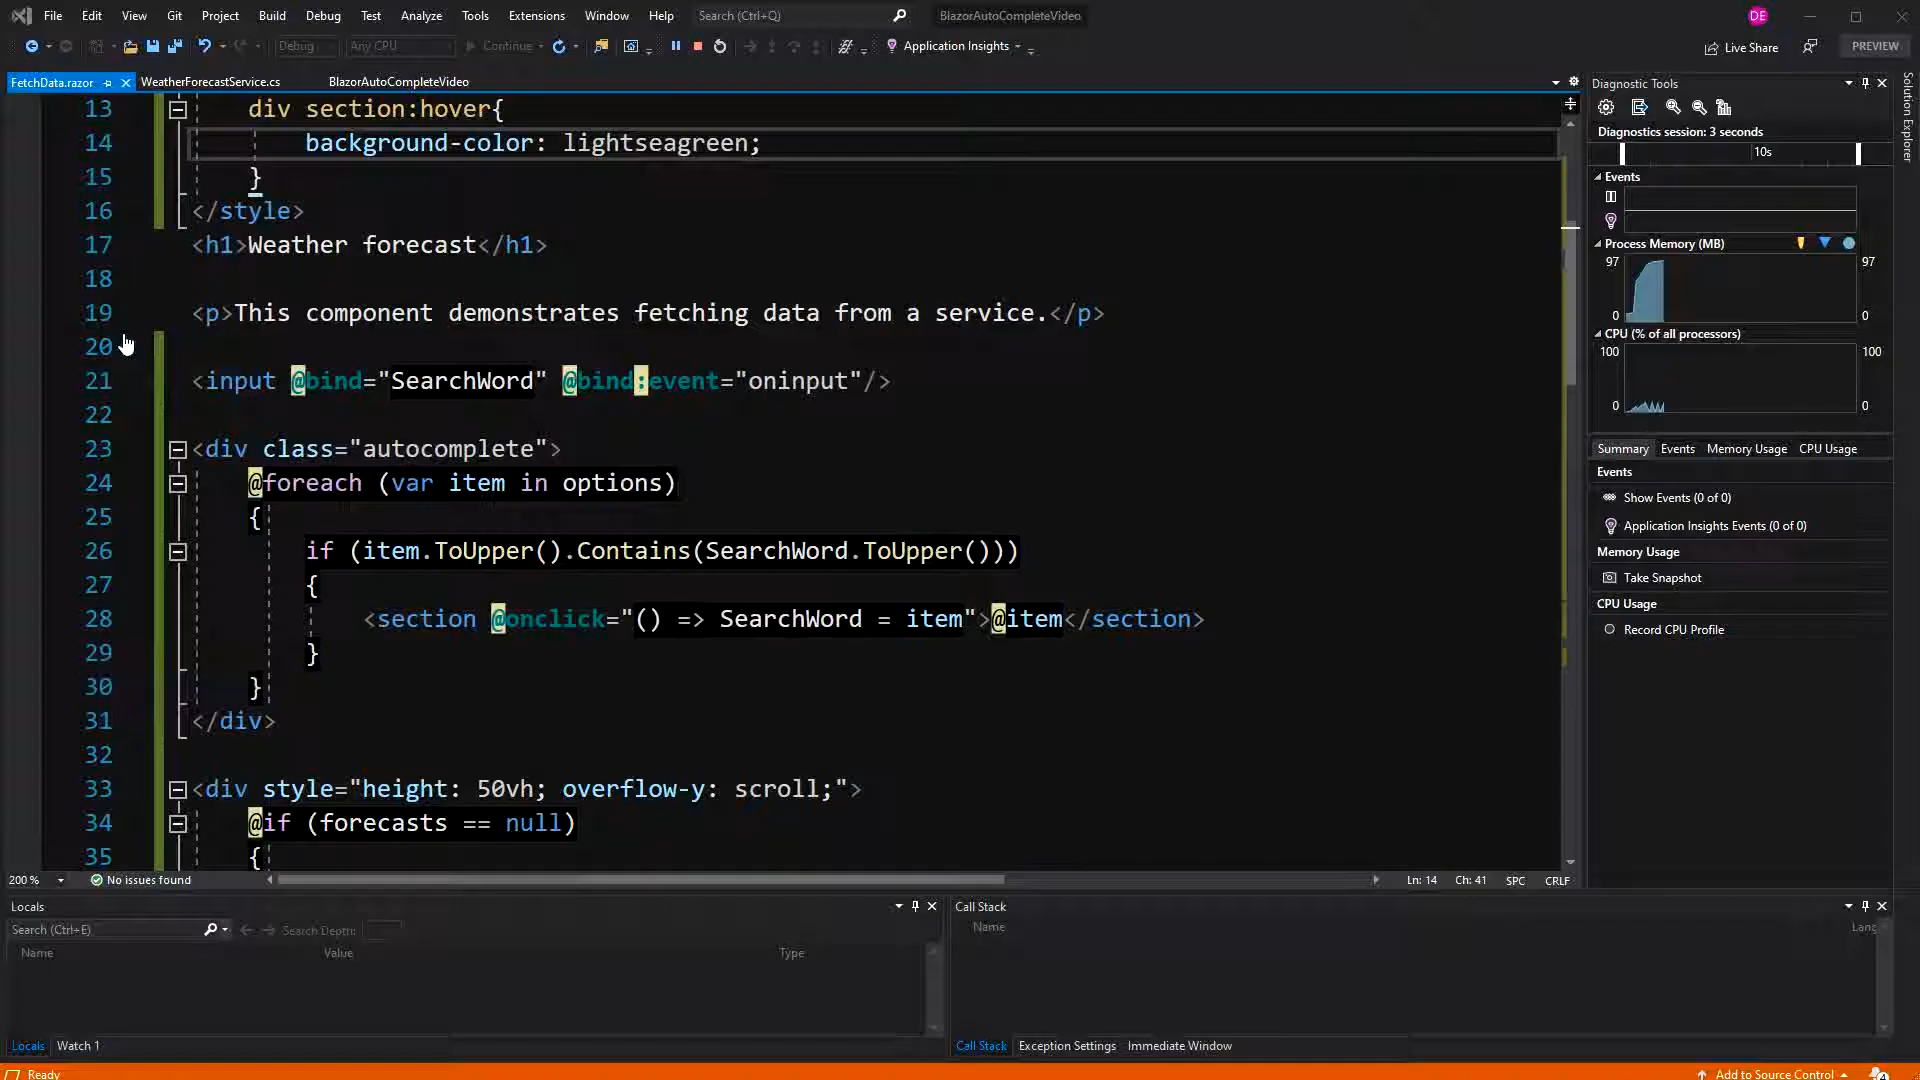 File Edit View Git Project Build Debug Test Analyze Tools Extensions Window Help Search (Ctrl+Q) BlazorAutoCompleteVideo DE
Debug Any CPU Continue Application Insights Live Share PREVIEW
FetchData.razor WeatherForecastService.cs BlazorAutoCompleteVideo
13 div section:hover{
14 background-color: lightseagreen;
15 }
16 </style>
17 <h1>Weather forecast</h1>
18
19 <p>This component demonstrates fetching data from a service.</p>
20
21 <input @bind="SearchWord" @bind:event="oninput"/>
22
23 <div class="autocomplete">
24 @foreach (var item in options)
25 {
26 if (item.ToUpper().Contains(SearchWord.ToUpper()))
27 {
28 <section @onclick="() => SearchWord = item">@item</section>
29 }
30 }
31 </div>
32
33 <div style="height: 50vh; overflow-y: scroll;">
34 @if (forecasts == null)
35 {
200 % No issues found Ln: 14 Ch: 41 SPC CRLF
Diagnostic Tools
Diagnostics session: 3 seconds
10s
Events
Process Memory (MB)
97 97
0 0
CPU (% of all processors)
100 100
0 0
Summary Events Memory Usage CPU Usage
Events
Show Events (0 of 0)
Application Insights Events (0 of 0)
Memory Usage
Take Snapshot
CPU Usage
Record CPU Profile
Solution Explorer
Locals
Search (Ctrl+E) Search Depth:
Name Value Type
Locals Watch 1
Call Stack
Name Lang
Call Stack Exception Settings Immediate Window
Ready Add to Source Control